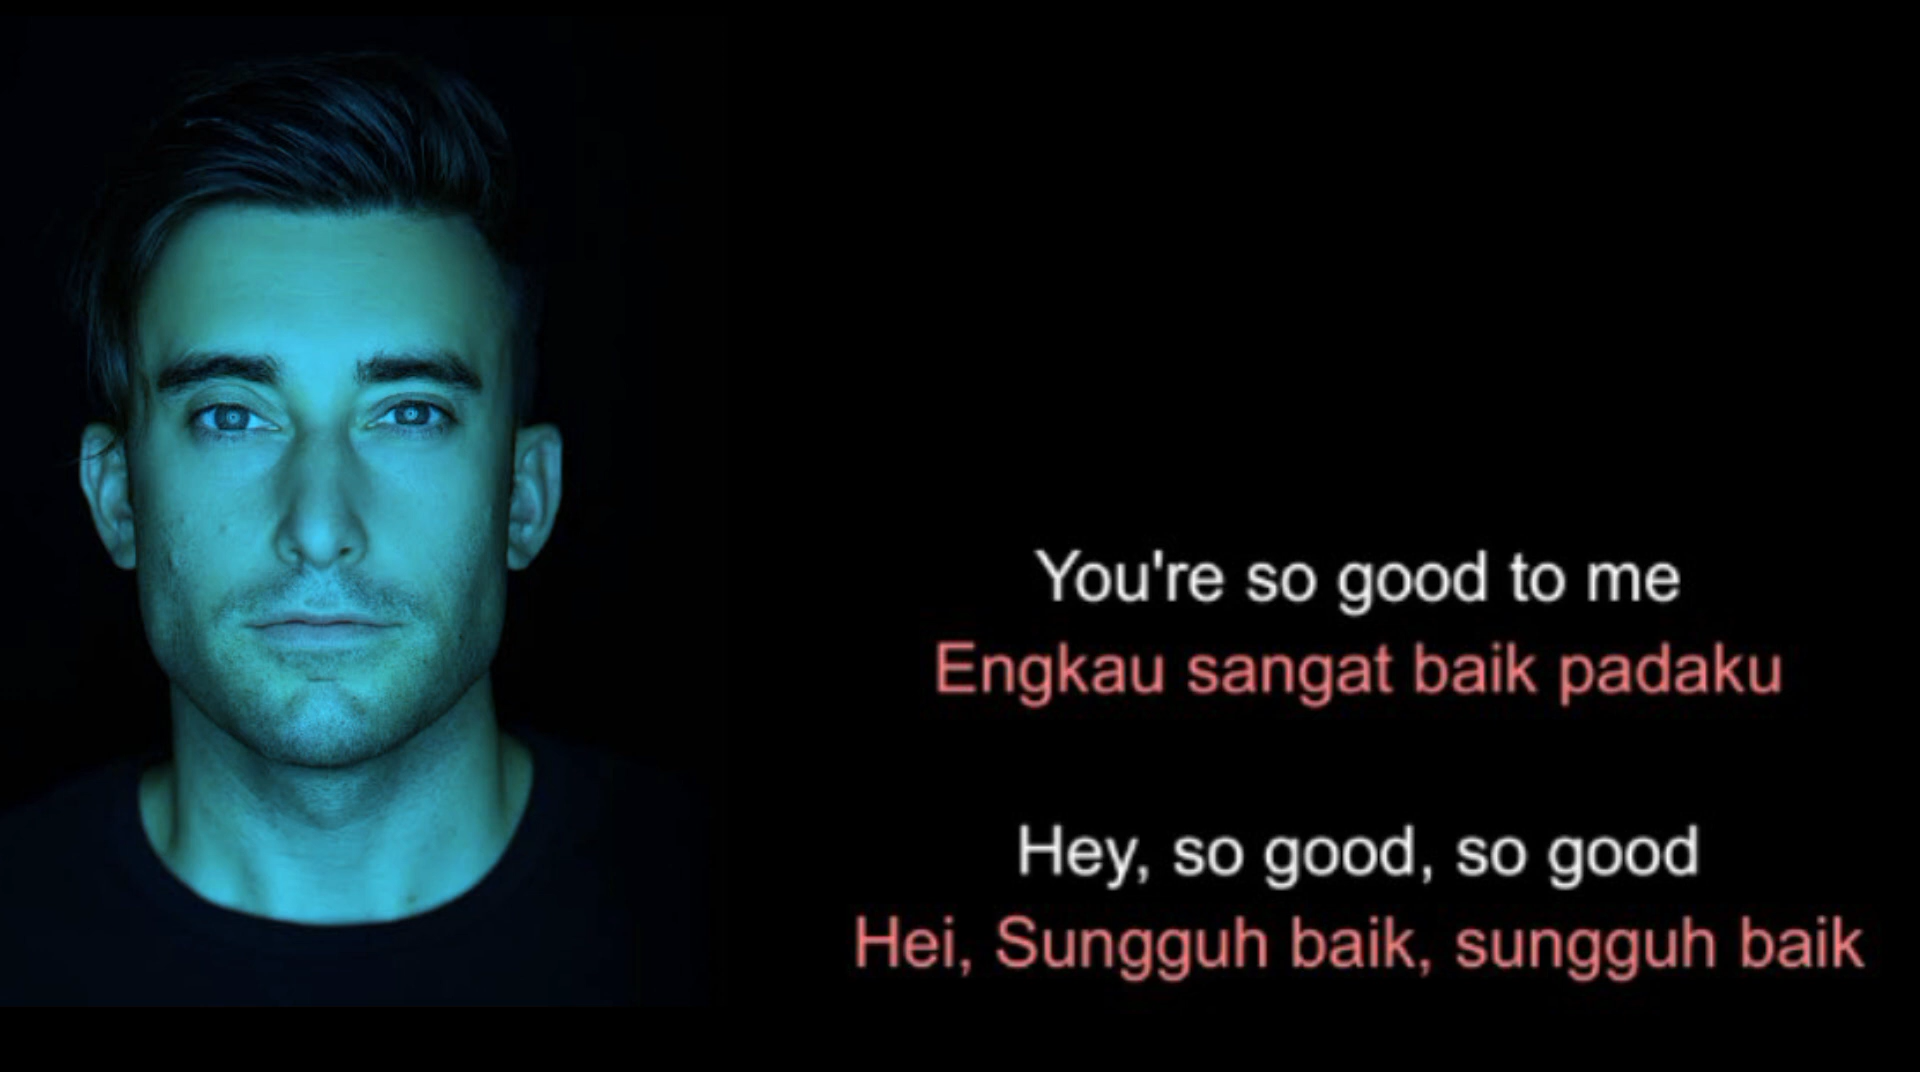 You're so good to me
Engkau sangat baik padaku
Hey, so good, so good
Hei, Sungguh baik, sungguh baik